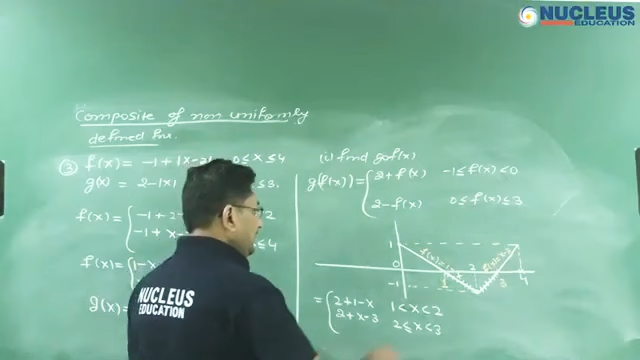 NUCLEUS
EDUCATION
Composite of non uniformly
defined fun.
③ f(x) = -1 + |x-2| 0 ≤ x ≤ 4
g(x) = 2-|x| ≤ 3.
f(x) = { -1 + 2 2
-1 + x ≤ 4
f(x) = { 1-x
g(x) =
(i) find gof(x)
g(f(x)) = { 2+f(x) -1 ≤ f(x) < 0
2-f(x) 0 ≤ f(x) ≤ 3
1
0 1 2 3 4
-1
= { 2+1-x 1 < x < 2
2+x-3 2 ≤ x < 3
NUCLEUS
EDUCATION